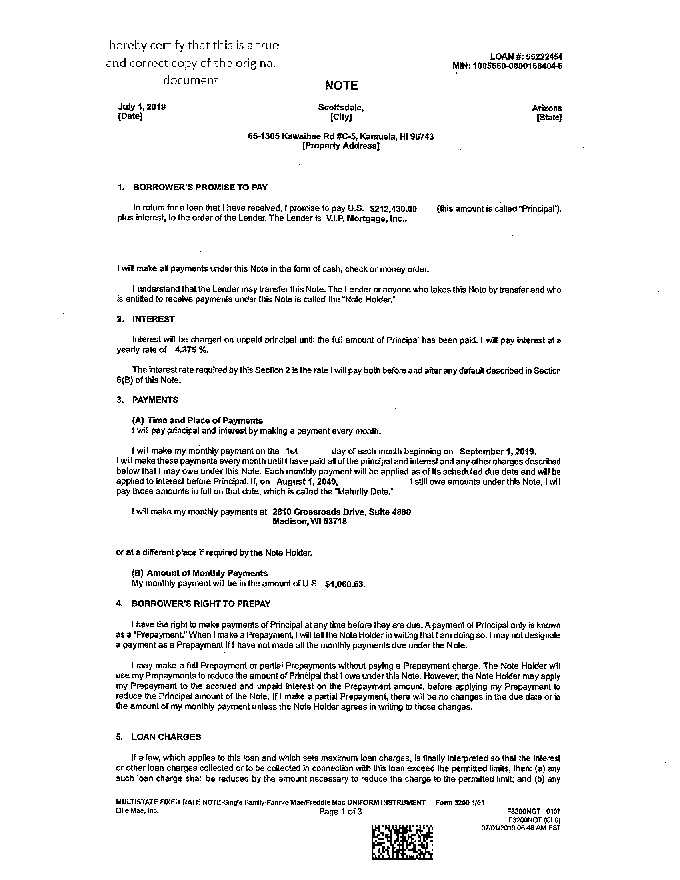 hereby certify that this is a true
and correct copy of the original
document
LOAN #: 95222454
MIN: 1005560-0800168404-6
NOTE
July 1, 2019 Scottsdale, Arizona
[Date] [City] [State]
65-1305 Kawaihae Rd #C-5, Kamuela, HI 96743
[Property Address]
1. BORROWER'S PROMISE TO PAY
In return for a loan that I have received, I promise to pay U.S. $212,430.00 (this amount is called "Principal"),
plus interest, to the order of the Lender. The Lender is V.I.P. Mortgage, Inc..
I will make all payments under this Note in the form of cash, check or money order.
I understand that the Lender may transfer this Note. The Lender or anyone who takes this Note by transfer and who
is entitled to receive payments under this Note is called the "Note Holder."
2. INTEREST
Interest will be charged on unpaid principal until the full amount of Principal has been paid. I will pay interest at a
yearly rate of 4.375 %.
The interest rate required by this Section 2 is the rate I will pay both before and after any default described in Section
6(B) of this Note.
3. PAYMENTS
(A) Time and Place of Payments
I will pay principal and interest by making a payment every month.
I will make my monthly payment on the 1st day of each month beginning on September 1, 2019.
I will make these payments every month until I have paid all of the principal and interest and any other charges described
below that I may owe under this Note. Each monthly payment will be applied as of its scheduled due date and will be
applied to interest before Principal. If, on August 1, 2049, I still owe amounts under this Note, I will
pay those amounts in full on that date, which is called the "Maturity Date."
I will make my monthly payments at 2810 Crossroads Drive, Suite 4880
Madison, WI 53718
or at a different place if required by the Note Holder.
(B) Amount of Monthly Payments
My monthly payment will be in the amount of U.S. $1,060.63.
4. BORROWER'S RIGHT TO PREPAY
I have the right to make payments of Principal at any time before they are due. A payment of Principal only is known
as a "Prepayment." When I make a Prepayment, I will tell the Note Holder in writing that I am doing so. I may not designate
a payment as a Prepayment if I have not made all the monthly payments due under the Note.
I may make a full Prepayment or partial Prepayments without paying a Prepayment charge. The Note Holder will
use my Prepayments to reduce the amount of Principal that I owe under this Note. However, the Note Holder may apply
my Prepayment to the accrued and unpaid interest on the Prepayment amount, before applying my Prepayment to
reduce the Principal amount of the Note. If I make a partial Prepayment, there will be no changes in the due date or in
the amount of my monthly payment unless the Note Holder agrees in writing to those changes.
5. LOAN CHARGES
If a law, which applies to this loan and which sets maximum loan charges, is finally interpreted so that the interest
or other loan charges collected or to be collected in connection with this loan exceed the permitted limits, then: (a) any
such loan charge shall be reduced by the amount necessary to reduce the charge to the permitted limit; and (b) any
MULTISTATE FIXED RATE NOTE-Single Family-Fannie Mae/Freddie Mac UNIFORM INSTRUMENT Form 3200 1/01
Ellie Mae, Inc. Page 1 of 3 F3200NOT 0107
F3200NOT (CLS)
07/01/2019 06:48 AM PST